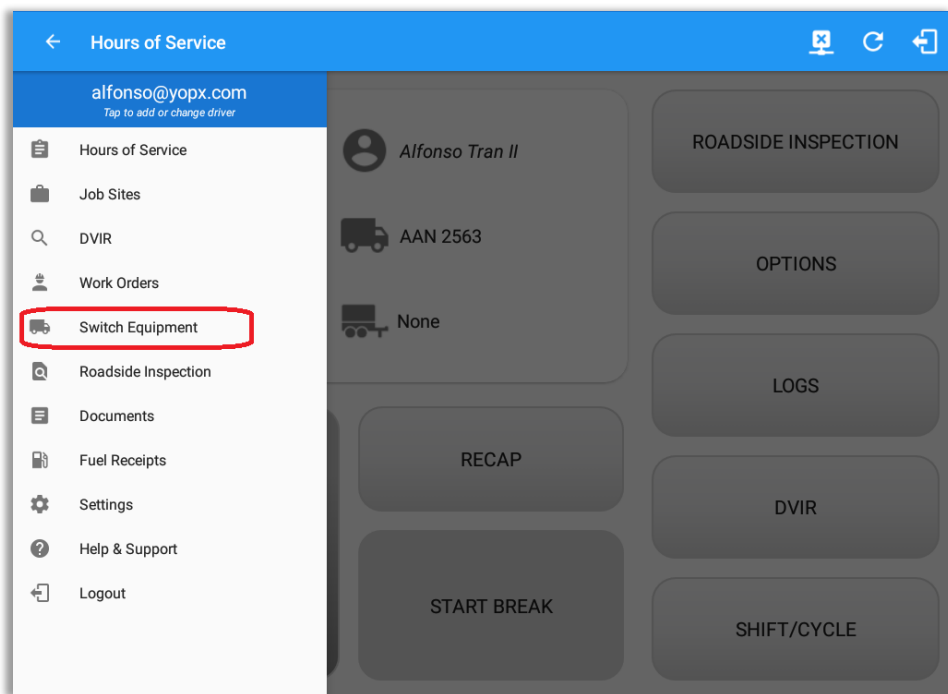 Hours of Service
alfonso@yopx.com
Tap to add or change driver
Hours of Service
Job Sites
DVIR
Work Orders
Switch Equipment
Roadside Inspection
Documents
Fuel Receipts
Settings
Help & Support
Logout
Alfonso Tran II
AAN 2563
None
RECAP
START BREAK
ROADSIDE INSPECTION
OPTIONS
LOGS
DVIR
SHIFT/CYCLE